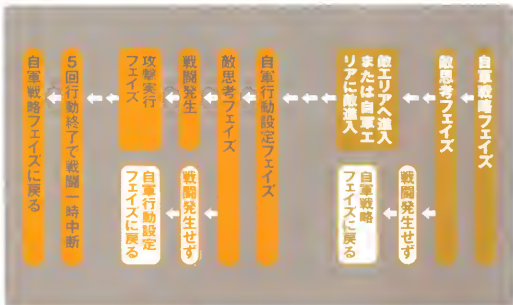 自軍戦略フェイズ
敵思考フェイズ
戦闘発生せず
自軍戦略
フェイズに戻る
敵エリアへ進入
または自軍エ
リアに敵進入
自軍行動設定フェイズ
敵思考フェイズ
戦闘発生せず
自軍行動設定
フェイズに戻る
戦闘発生
攻撃実行
フェイズ
5回行動終了で戦闘一時中断
自軍戦略フェイズに戻る